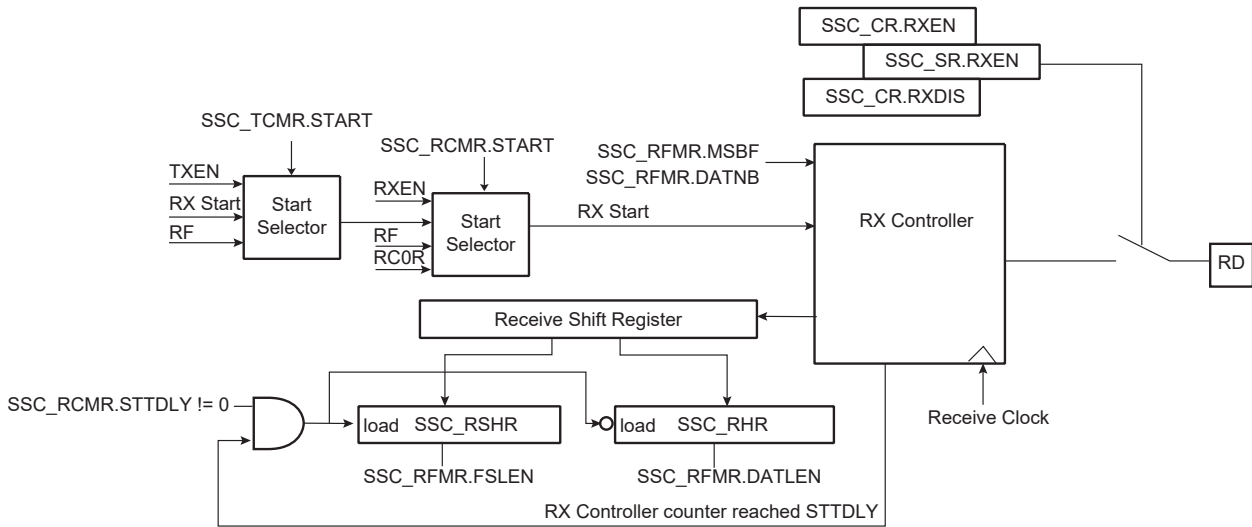 SSC_CR.RXEN
SSC_SR.RXEN
SSC_CR.RXDIS
SSC_TCMR.START
SSC_RCMR.START
TXEN
RX Start
RF
Start
Selector
RXEN
RF
RC0R
Start
Selector
RX Start
SSC_RFMR.MSBF
SSC_RFMR.DATNB
RX Controller
RD
Receive Shift Register
Receive Clock
SSC_RCMR.STTDLY != 0
load SSC_RSHR
load SSC_RHR
SSC_RFMR.FSLEN
SSC_RFMR.DATLEN
RX Controller counter reached STTDLY